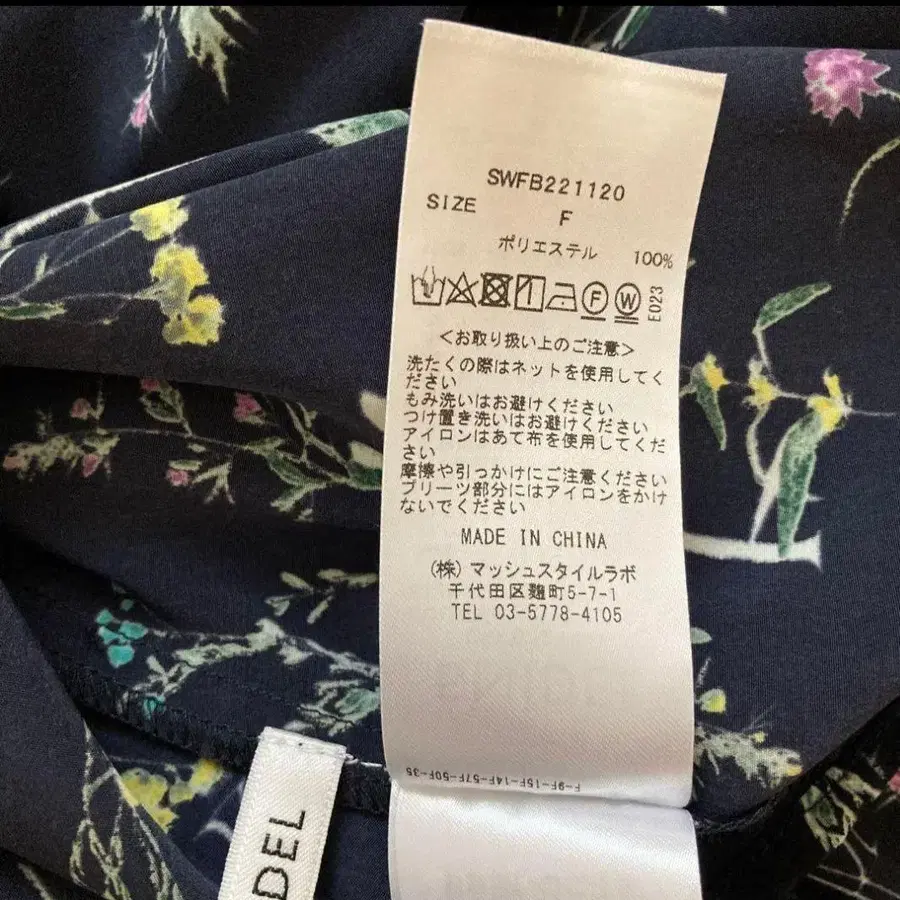 SWFB221120
SIZE F
ポリエステル 100%
F W E023
<お取り扱い上のご注意>
洗たくの際はネットを使用してく
ださい
もみ洗いはお避けください
つけ置き洗いはお避けください
アイロンはあて布を使用してくだ
さい
摩擦や引っかけにご注意ください
プリーツ部分にはアイロンをかけ
ないでください
MADE IN CHINA
(株)マッシュスタイルラボ
千代田区麹町5-7-1
TEL 03-5778-4105
F-9F-15F-14F-57F-50F-35
DEL